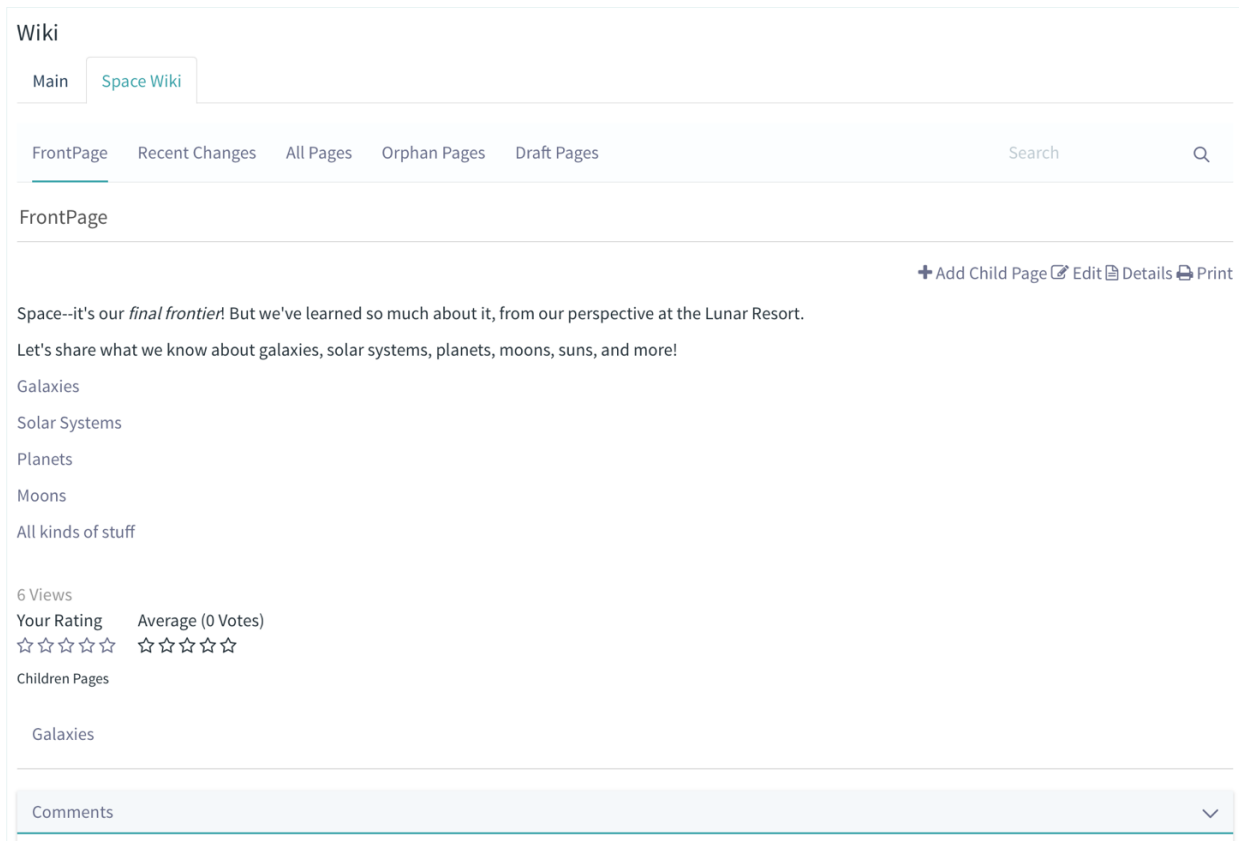 Wiki
Main Space Wiki
FrontPage Recent Changes All Pages Orphan Pages Draft Pages Search
FrontPage
Add Child Page Edit Details Print
Space--it's our final frontier! But we've learned so much about it, from our perspective at the Lunar Resort.
Let's share what we know about galaxies, solar systems, planets, moons, suns, and more!
Galaxies
Solar Systems
Planets
Moons
All kinds of stuff
6 Views
Your Rating Average (0 Votes)
Children Pages
Galaxies
Comments